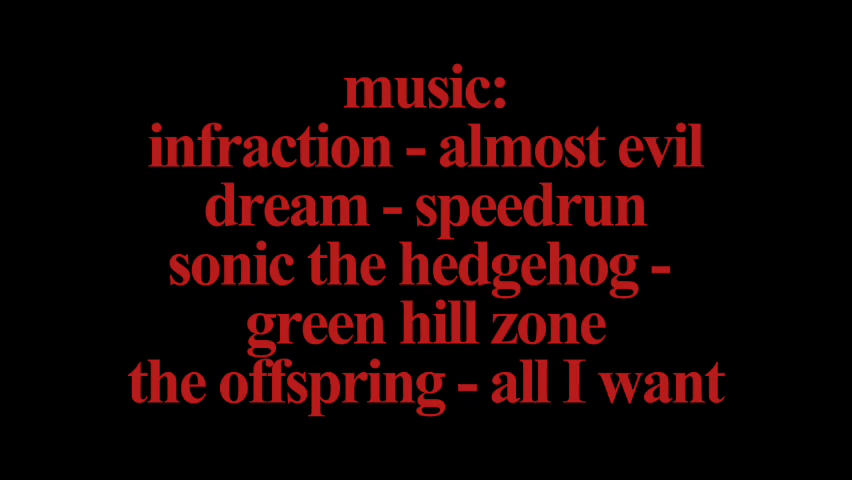 music:
infraction - almost evil
dream - speedrun
sonic the hedgehog -
green hill zone
the offspring - all I want